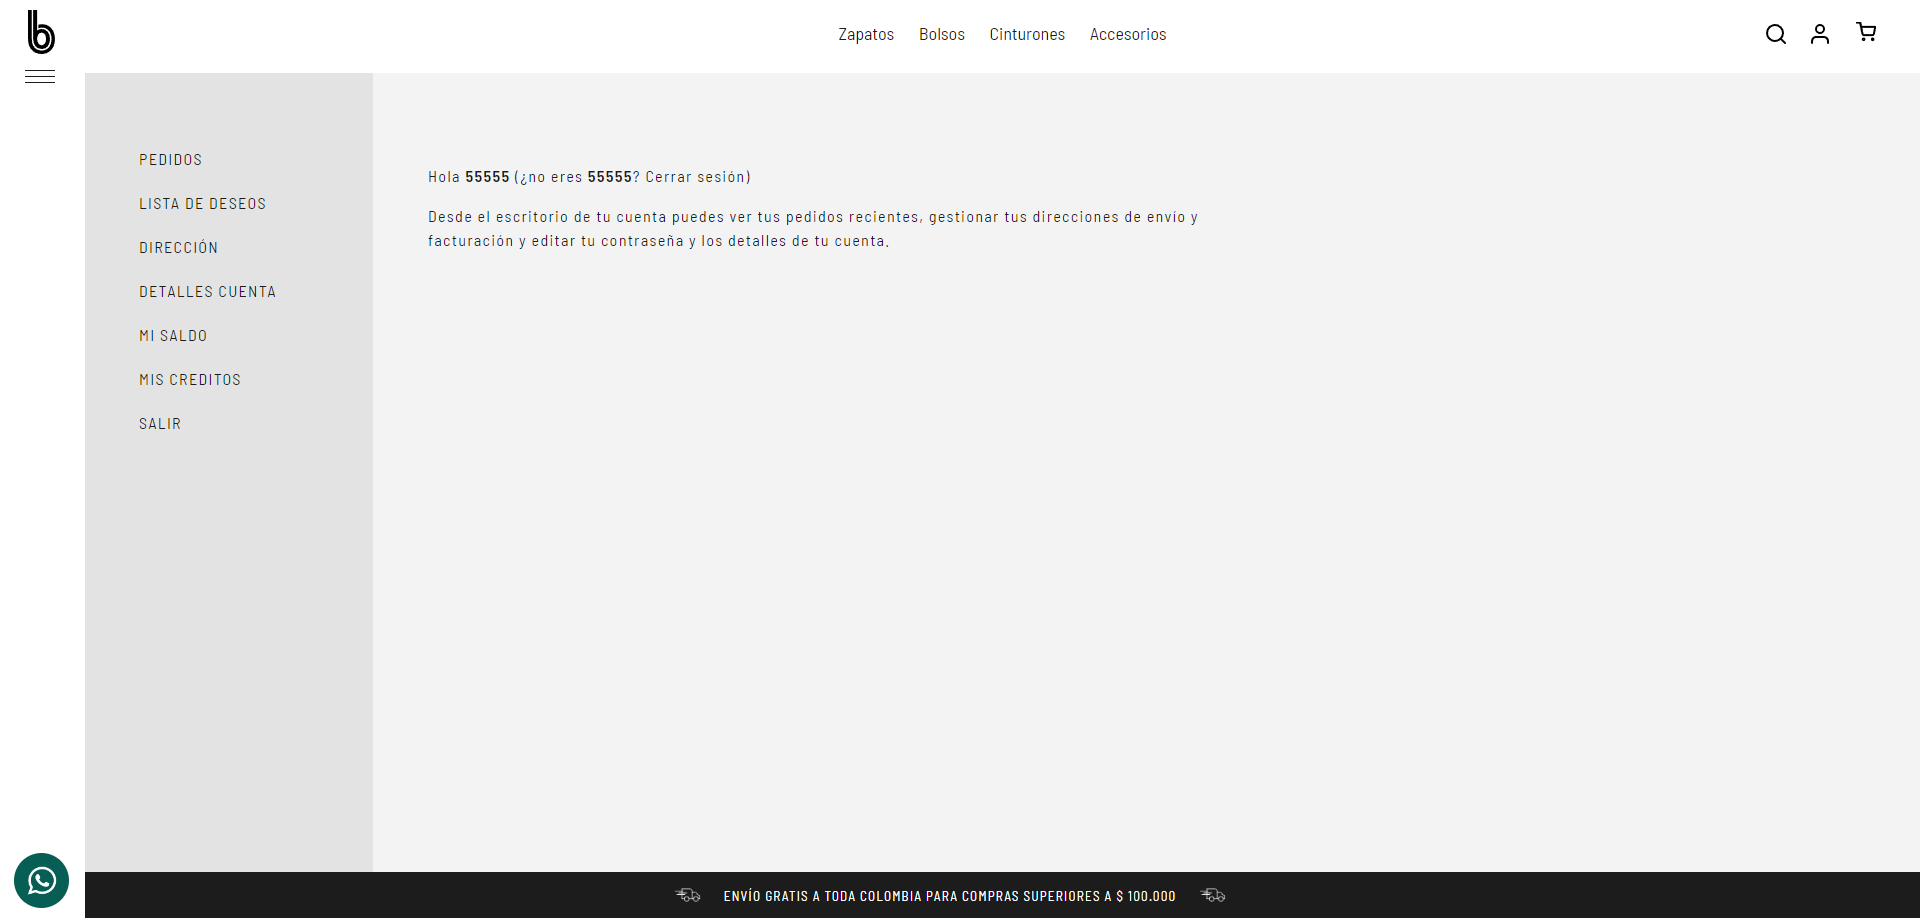 b
Zapatos Bolsos Cinturones Accesorios
PEDIDOS
LISTA DE DESEOS
DIRECCIÓN
DETALLES CUENTA
MI SALDO
MIS CREDITOS
SALIR
Hola 55555 (¿no eres 55555? Cerrar sesión)
Desde el escritorio de tu cuenta puedes ver tus pedidos recientes, gestionar tus direcciones de envío y
facturación y editar tu contraseña y los detalles de tu cuenta.
ENVÍO GRATIS A TODA COLOMBIA PARA COMPRAS SUPERIORES A $ 100.000